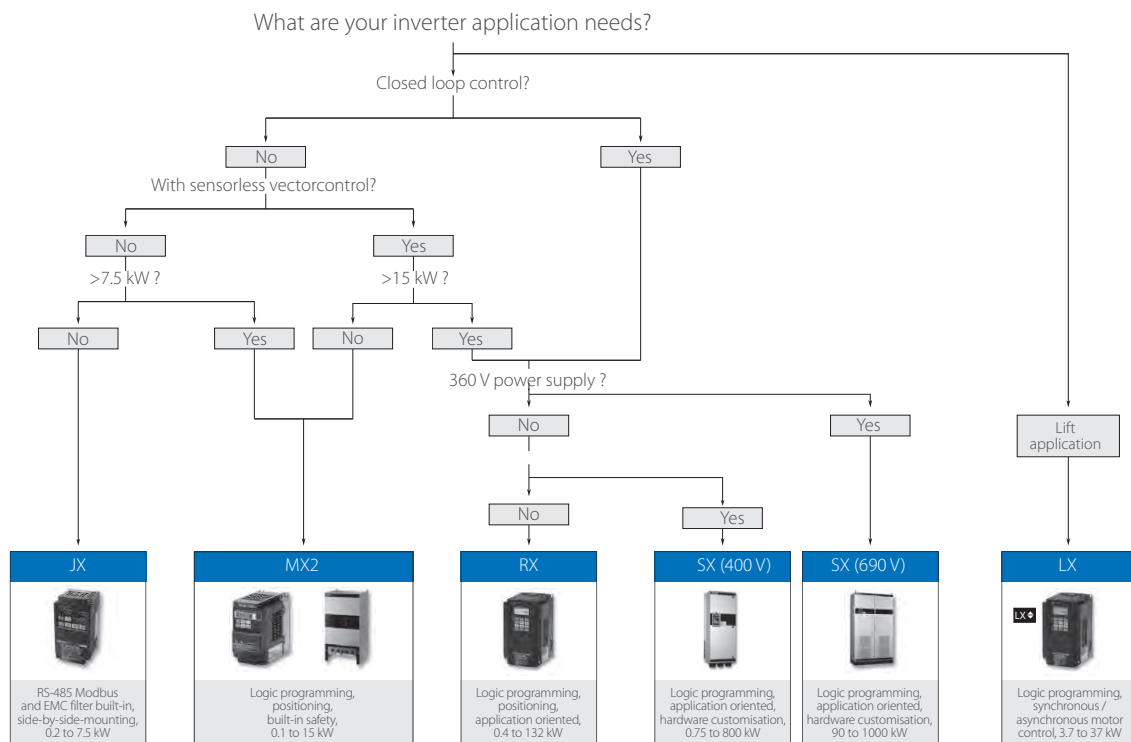 What are your inverter application needs?
Closed loop control?
No
Yes
With sensorless vectorcontrol?
No
Yes
>7.5 kW ?
>15 kW ?
No
Yes
No
Yes
360 V power supply ?
No
Yes
Lift
application
No
Yes
JX
MX2
RX
SX (400 V)
SX (690 V)
LX
LX
RS-485 Modbus
and EMC filter built-in,
side-by-side-mounting,
0.2 to 7.5 kW
Logic programming,
positioning,
built-in safety,
0.1 to 15 kW
Logic programming,
positioning,
application oriented,
0.4 to 132 kW
Logic programming,
application oriented,
hardware customisation,
0.75 to 800 kW
Logic programming,
application oriented,
hardware customisation,
90 to 1000 kW
Logic programming,
synchronous /
asynchronous motor
control, 3.7 to 37 kW